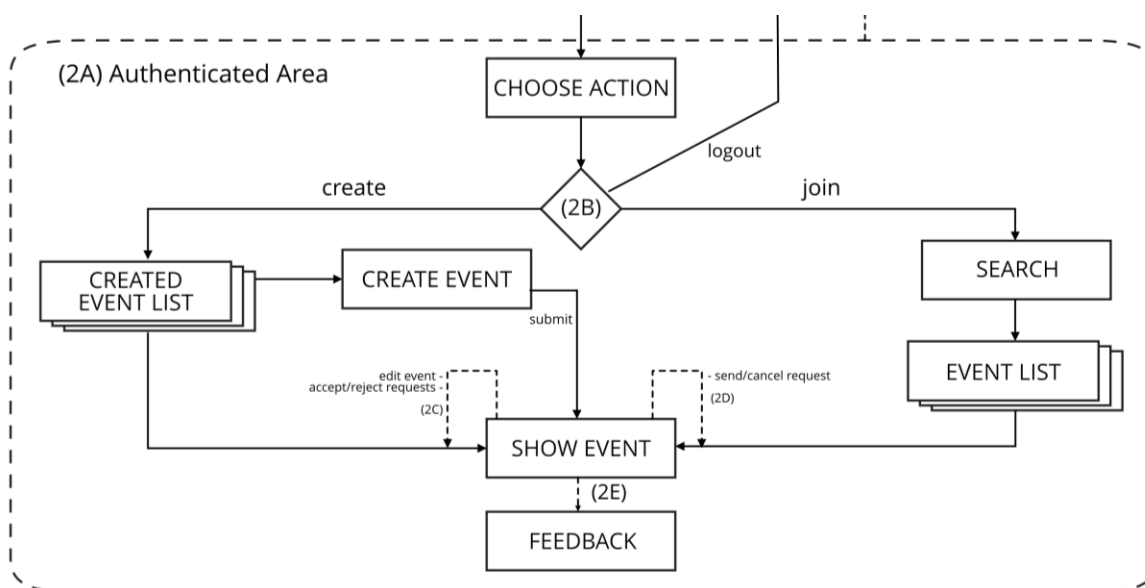 (2A) Authenticated Area
CHOOSE ACTION
logout
create
(2B)
join
CREATED
EVENT LIST
CREATE EVENT
SEARCH
submit
EVENT LIST
edit event -
accept/reject requests -
(2C)
- send/cancel request
(2D)
SHOW EVENT
(2E)
FEEDBACK